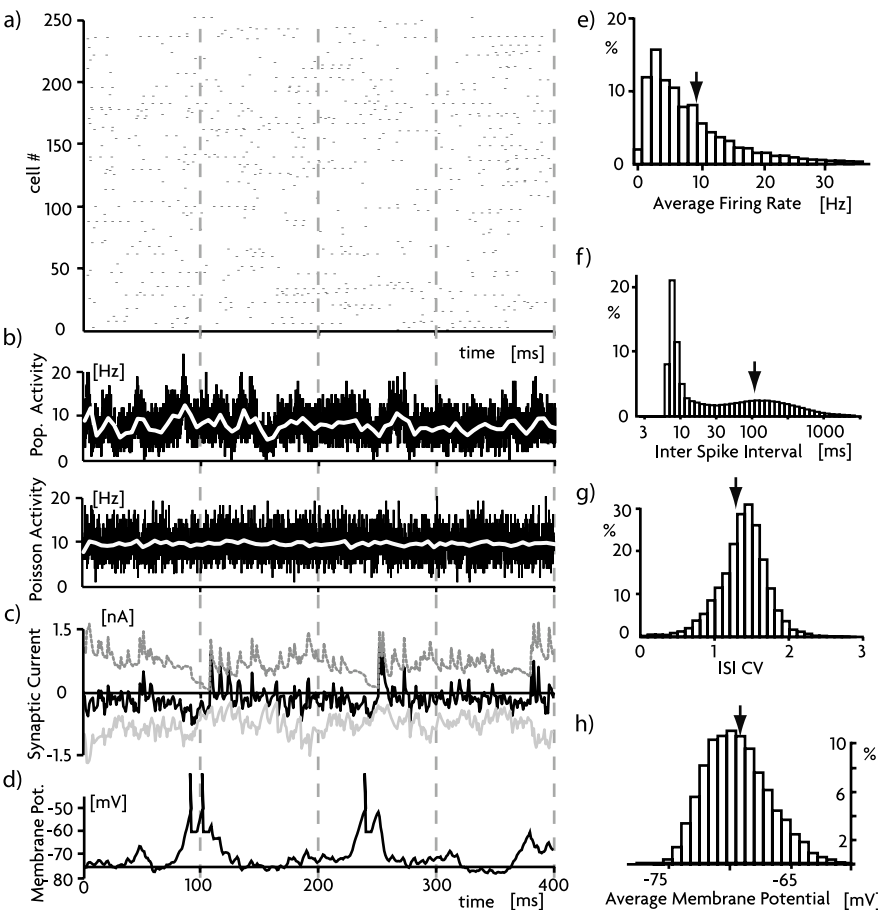 a)
250
200
150
100
50
0
cell #
time [ms]
b)
[Hz]
20
10
0
Pop. Activity
[Hz]
20
10
0
Poisson Activity
c)
[nA]
1.5
0
-1.5
Synaptic Current
d)
[mV]
-50
-60
-70
80
Membrane Pot.
0 100 200 300 400
time [ms]
e)
20
%
10
0
0 10 20 30
Average Firing Rate [Hz]
f)
20
%
10
0
3 10 30 100 1000
Inter Spike Interval [ms]
g)
30
%
20
10
0
0 1 2 3
ISI CV
h)
10
%
6
2
-75 -65
Average Membrane Potential [mV]